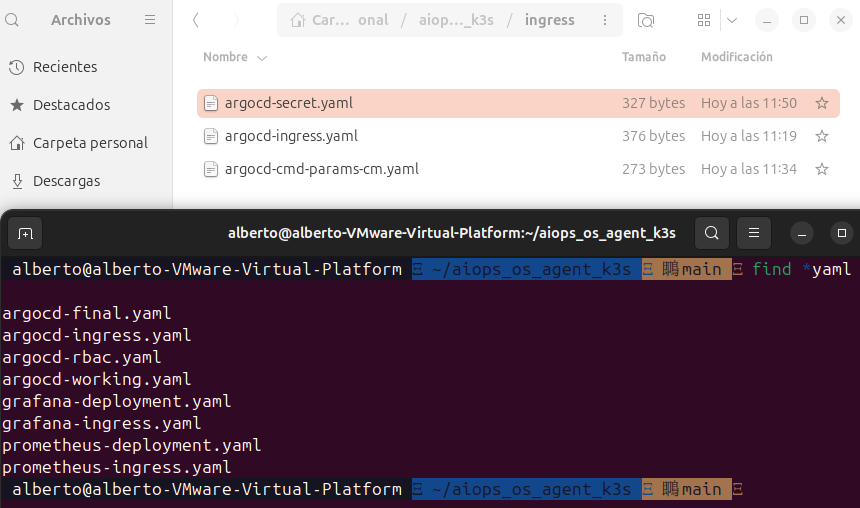 Archivos
Car… onal / aiop…_k3s / ingress
Recientes
Destacados
Carpeta personal
Descargas
Nombre Tamaño Modificación
argocd-secret.yaml 327 bytes Hoy a las 11:50
argocd-ingress.yaml 376 bytes Hoy a las 11:19
argocd-cmd-params-cm.yaml 273 bytes Hoy a las 11:34
alberto@alberto-VMware-Virtual-Platform:~/aiops_os_agent_k3s
alberto@alberto-VMware-Virtual-Platform Ξ ~/aiops_os_agent_k3s Ξ main Ξ find *yaml
argocd-final.yaml
argocd-ingress.yaml
argocd-rbac.yaml
argocd-working.yaml
grafana-deployment.yaml
grafana-ingress.yaml
prometheus-deployment.yaml
prometheus-ingress.yaml
alberto@alberto-VMware-Virtual-Platform Ξ ~/aiops_os_agent_k3s Ξ main Ξ